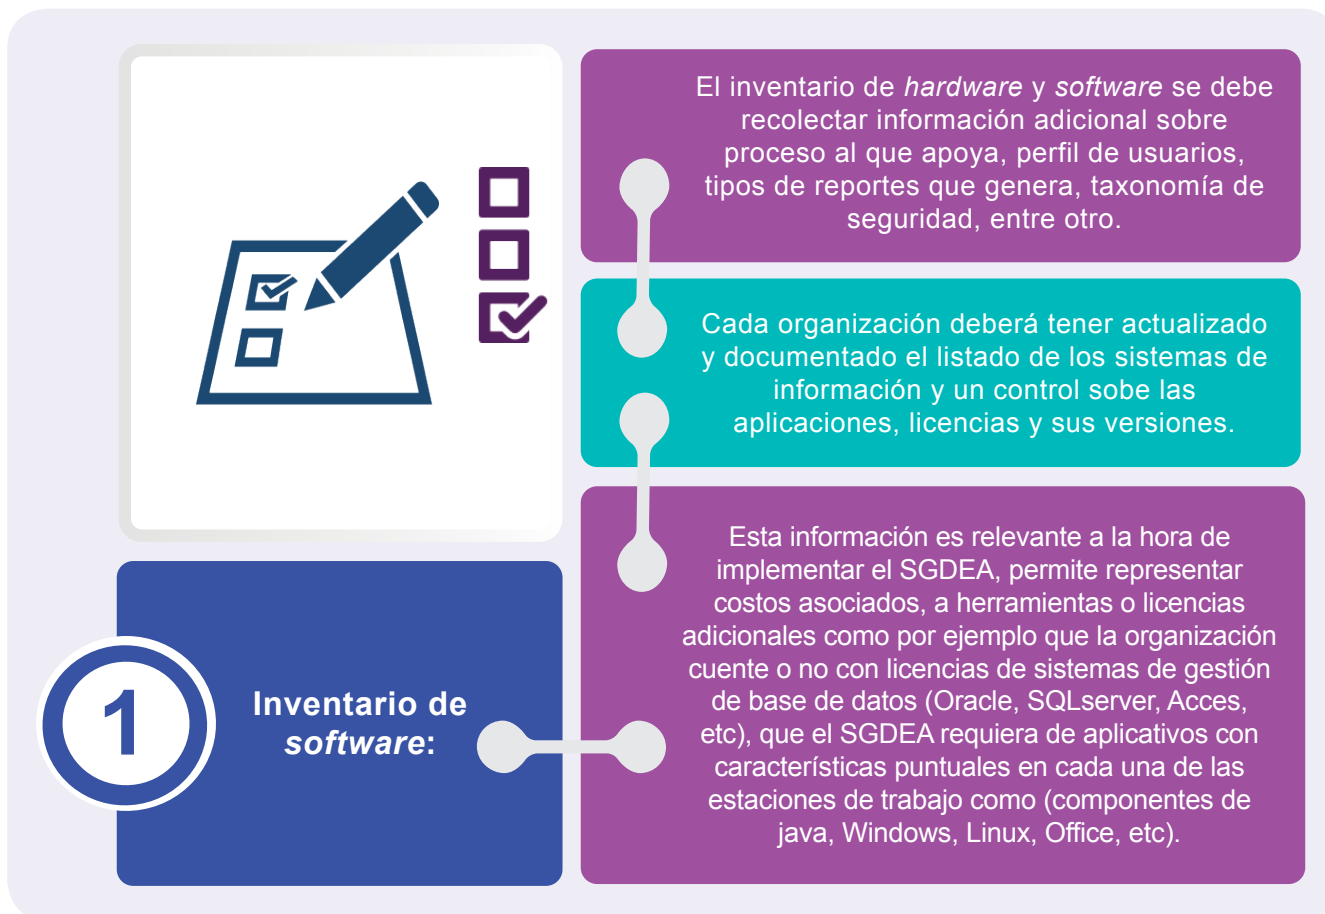 El inventario de hardware y software se debe
recolectar información adicional sobre
proceso al que apoya, perfil de usuarios,
tipos de reportes que genera, taxonomía de
seguridad, entre otro.
Cada organización deberá tener actualizado
y documentado el listado de los sistemas de
información y un control sobe las
aplicaciones, licencias y sus versiones.
1
Inventario de
software:
Esta información es relevante a la hora de
implementar el SGDEA, permite representar
costos asociados, a herramientas o licencias
adicionales como por ejemplo que la organización
cuente o no con licencias de sistemas de gestión
de base de datos (Oracle, SQLserver, Acces,
etc), que el SGDEA requiera de aplicativos con
características puntuales en cada una de las
estaciones de trabajo como (componentes de
java, Windows, Linux, Office, etc).